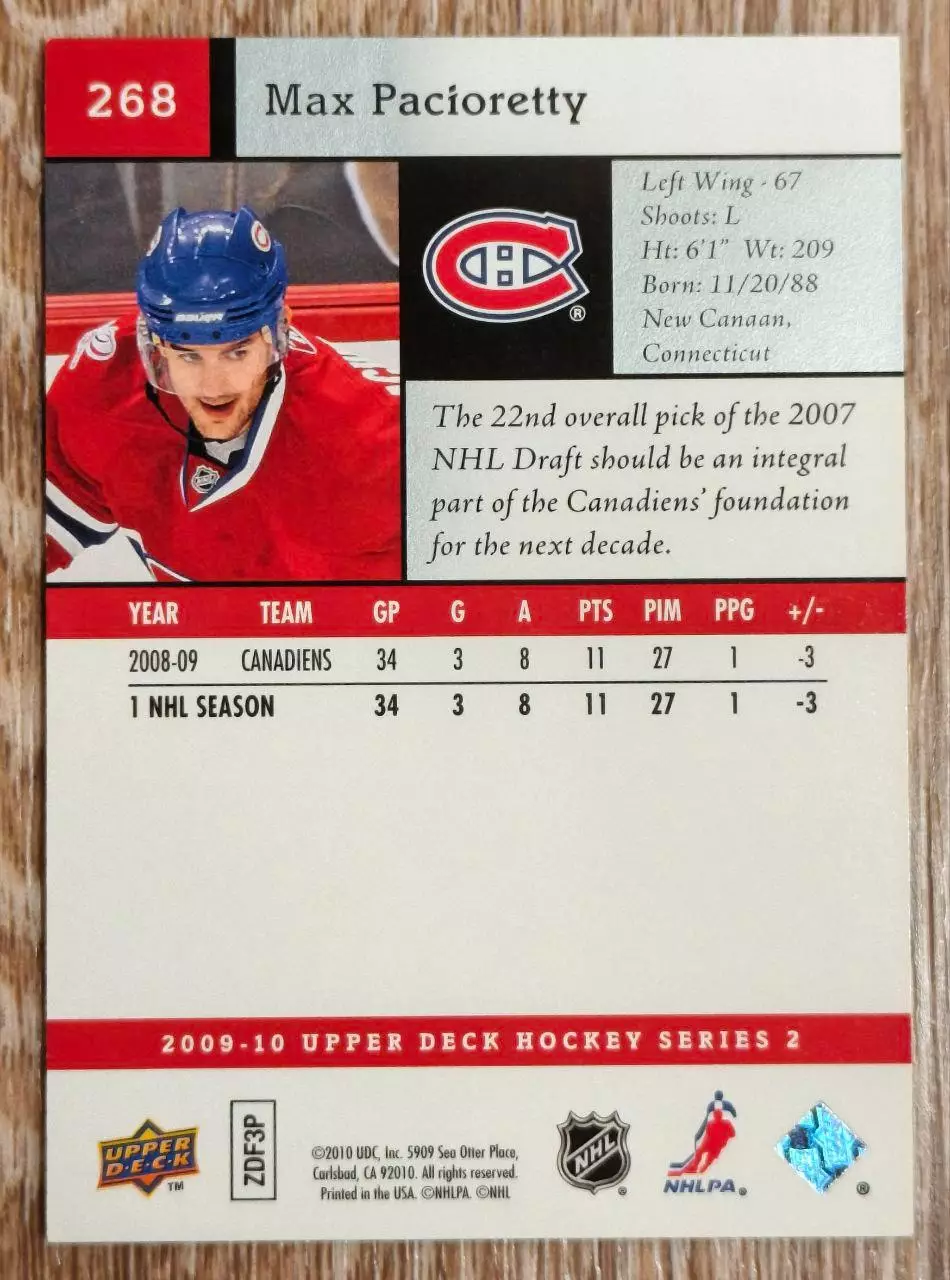 268
Max Pacioretty
Left Wing - 67
Shoots: L
Ht: 6'1" Wt: 209
Born: 11/20/88
New Canaan,
Connecticut
®
BAUER
The 22nd overall pick of the 2007
NHL Draft should be an integral
part of the Canadiens' foundation
for the next decade.
YEAR TEAM GP G A PTS PIM PPG +/-
2008-09 CANADIENS 34 3 8 11 27 1 -3
1 NHL SEASON 34 3 8 11 27 1 -3
2009-10 UPPER DECK HOCKEY SERIES 2
UPPER
D·E·C·K
TM
ZDF3P
©2010 UDC, Inc. 5909 Sea Otter Place,
Carlsbad, CA 92010. All rights reserved.
Printed in the USA. ©NHLPA. ©NHL
NHL ®
NHLPA ®
®